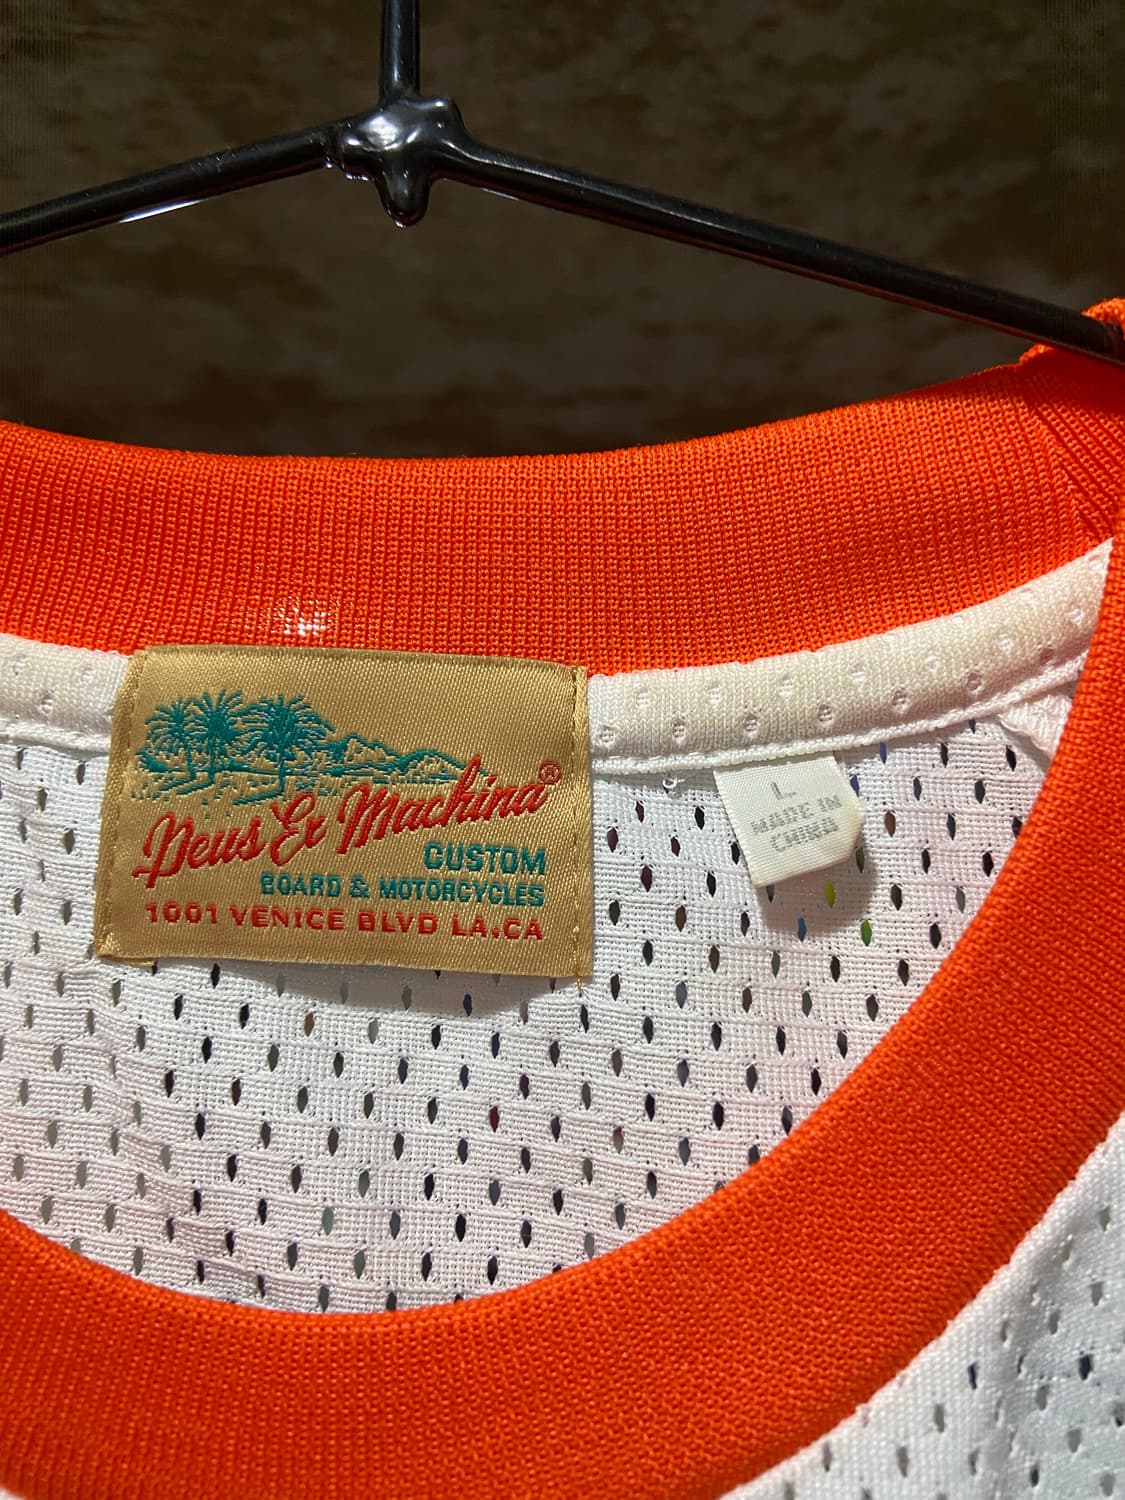 Deus Ex Machina®
CUSTOM
BOARD & MOTORCYCLES
1001 VENICE BLVD LA.CA
L
MADE IN
CHINA